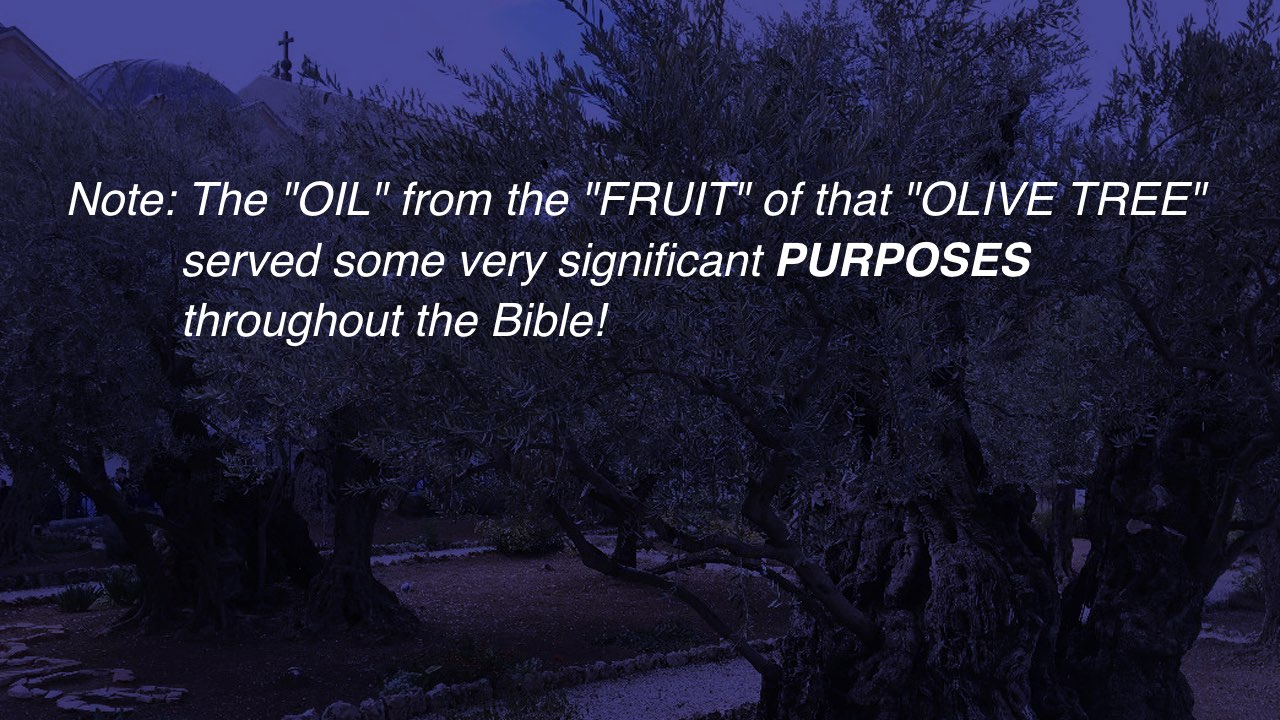 Note: The "OIL" from the "FRUIT" of that "OLIVE TREE"
served some very significant PURPOSES
throughout the Bible!